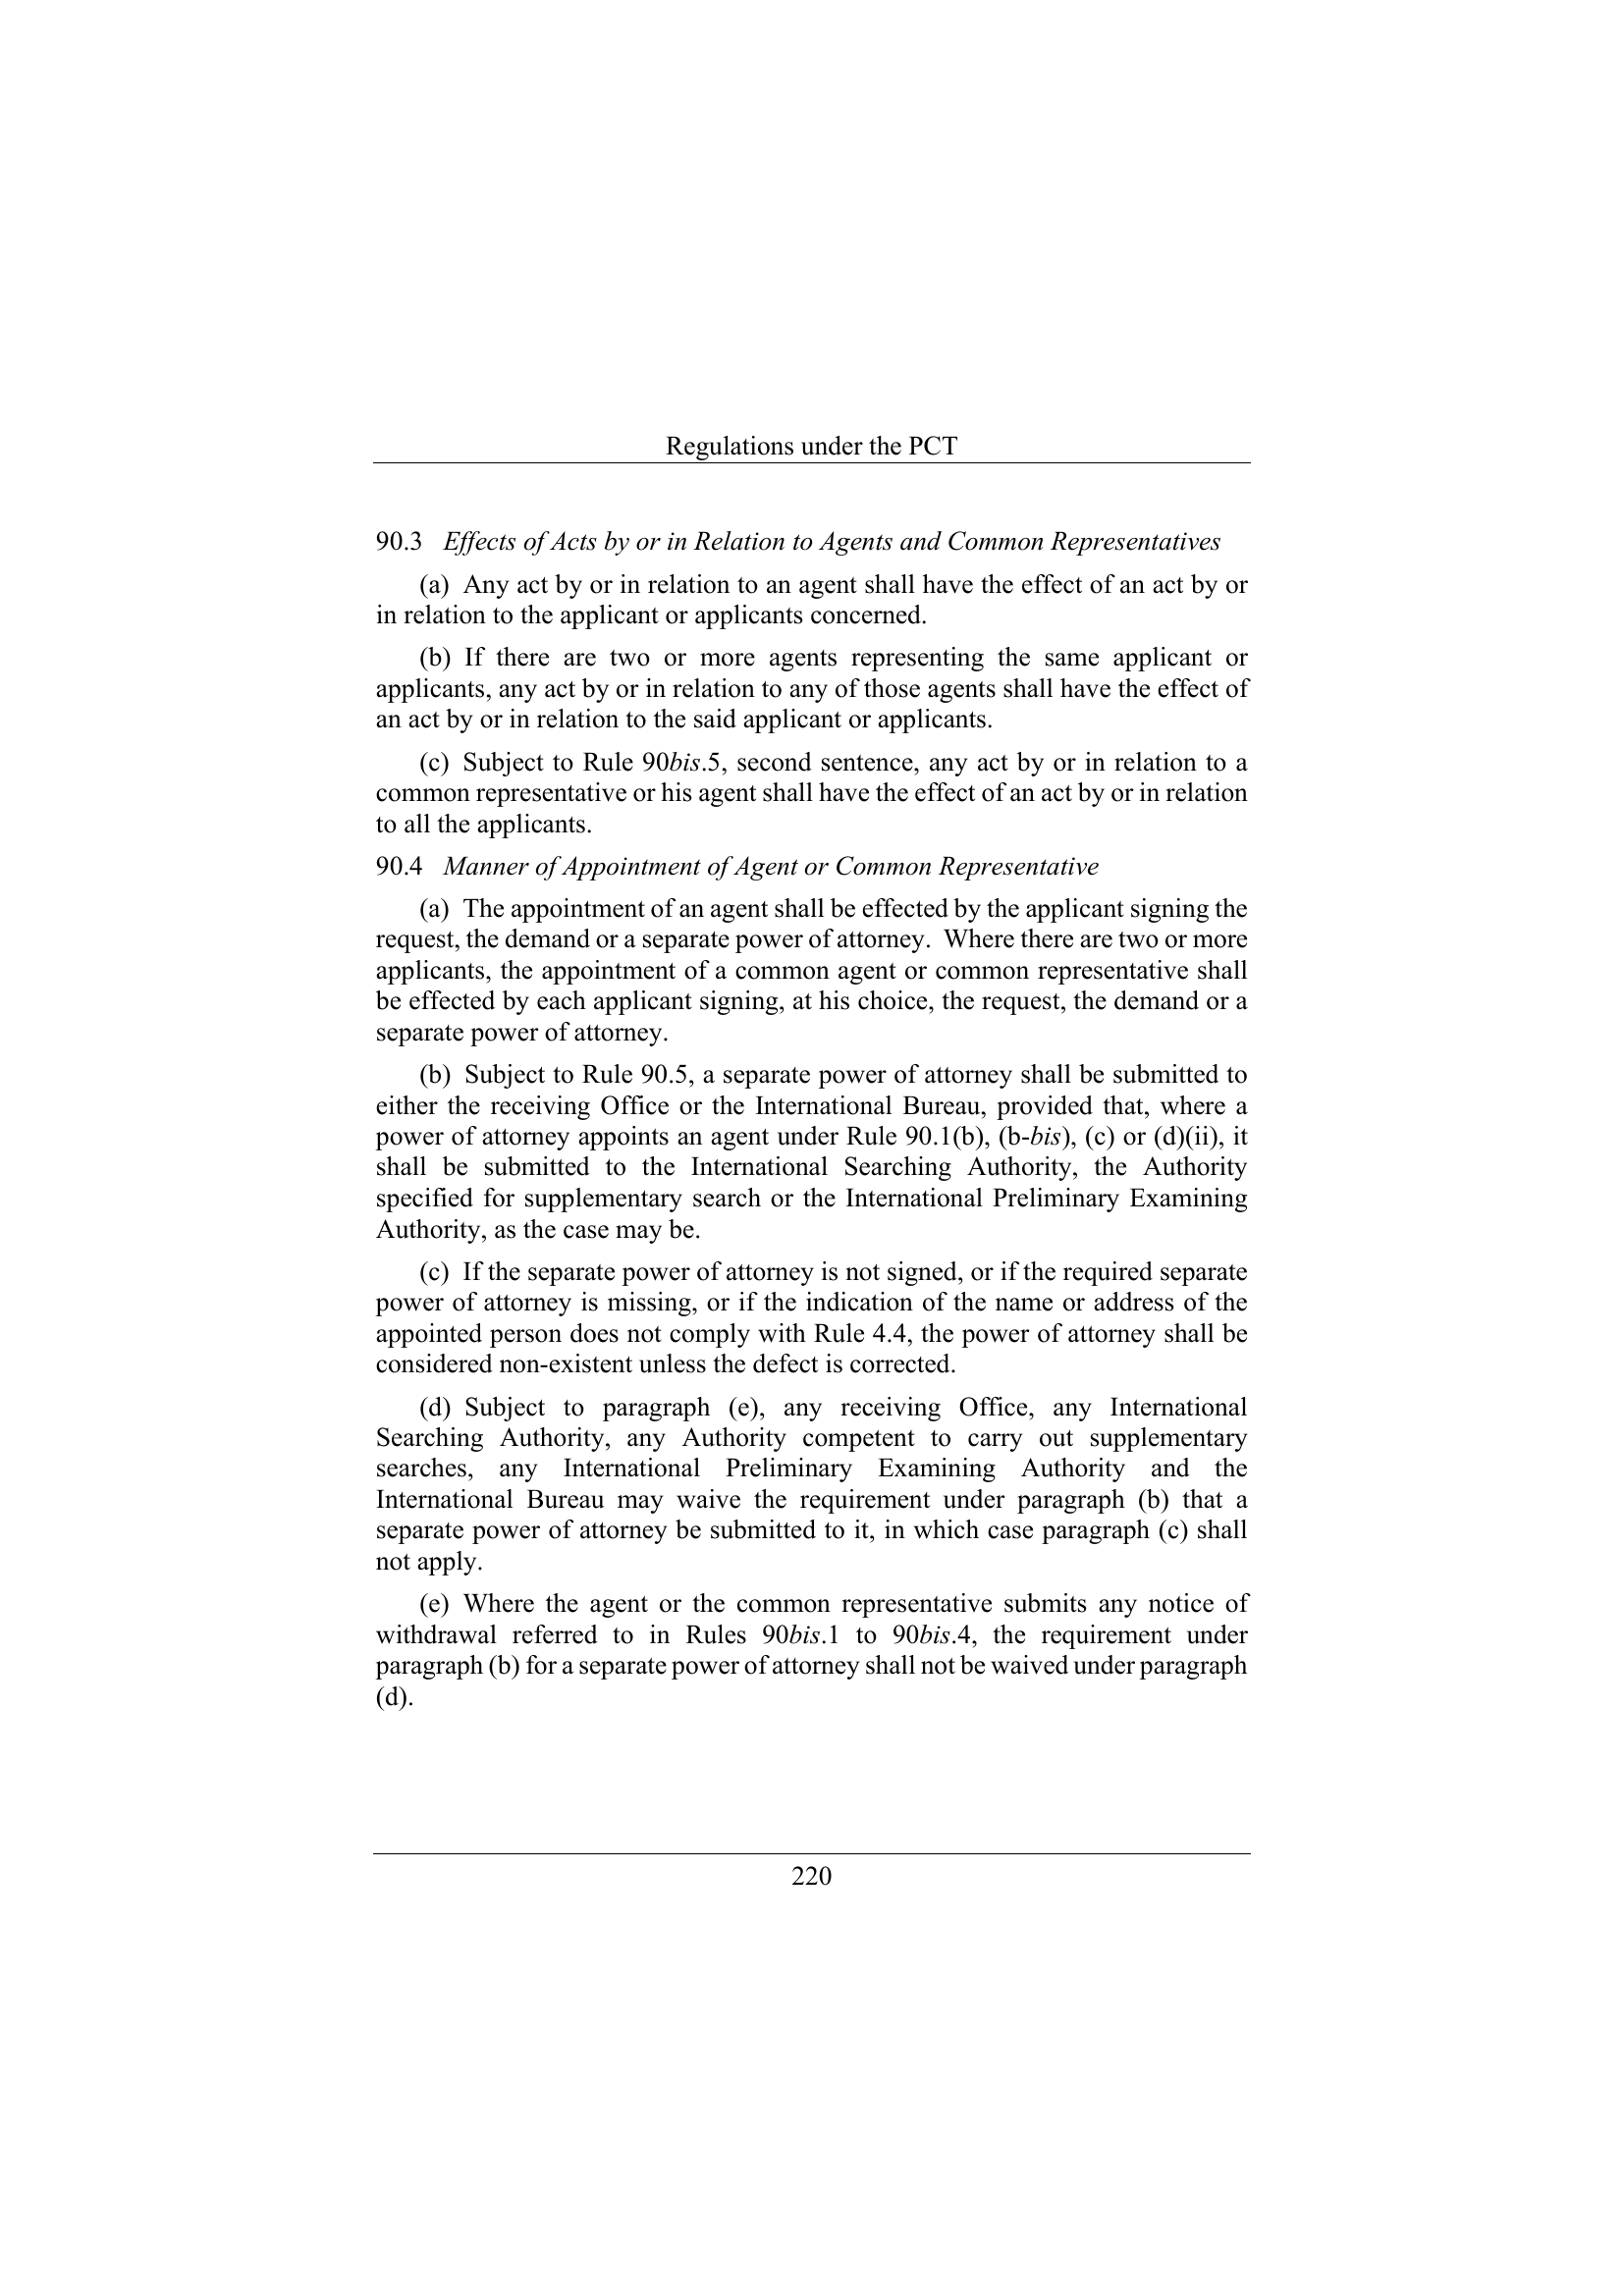 Regulations under the PCT
90.3 Effects of Acts by or in Relation to Agents and Common Representatives
(a) Any act by or in relation to an agent shall have the effect of an act by or
in relation to the applicant or applicants concerned.
(b) If there are two or more agents representing the same applicant or
applicants, any act by or in relation to any of those agents shall have the effect of
an act by or in relation to the said applicant or applicants.
(c) Subject to Rule 90bis.5, second sentence, any act by or in relation to a
common representative or his agent shall have the effect of an act by or in relation
to all the applicants.
90.4 Manner of Appointment of Agent or Common Representative
(a) The appointment of an agent shall be effected by the applicant signing the
request, the demand or a separate power of attorney. Where there are two or more
applicants, the appointment of a common agent or common representative shall
be effected by each applicant signing, at his choice, the request, the demand or a
separate power of attorney.
(b) Subject to Rule 90.5, a separate power of attorney shall be submitted to
either the receiving Office or the International Bureau, provided that, where a
power of attorney appoints an agent under Rule 90.1(b), (b-bis), (c) or (d)(ii), it
shall be submitted to the International Searching Authority, the Authority
specified for supplementary search or the International Preliminary Examining
Authority, as the case may be.
(c) If the separate power of attorney is not signed, or if the required separate
power of attorney is missing, or if the indication of the name or address of the
appointed person does not comply with Rule 4.4, the power of attorney shall be
considered non-existent unless the defect is corrected.
(d) Subject to paragraph (e), any receiving Office, any International
Searching Authority, any Authority competent to carry out supplementary
searches, any International Preliminary Examining Authority and the
International Bureau may waive the requirement under paragraph (b) that a
separate power of attorney be submitted to it, in which case paragraph (c) shall
not apply.
(e) Where the agent or the common representative submits any notice of
withdrawal referred to in Rules 90bis.1 to 90bis.4, the requirement under
paragraph (b) for a separate power of attorney shall not be waived under paragraph
(d).
220